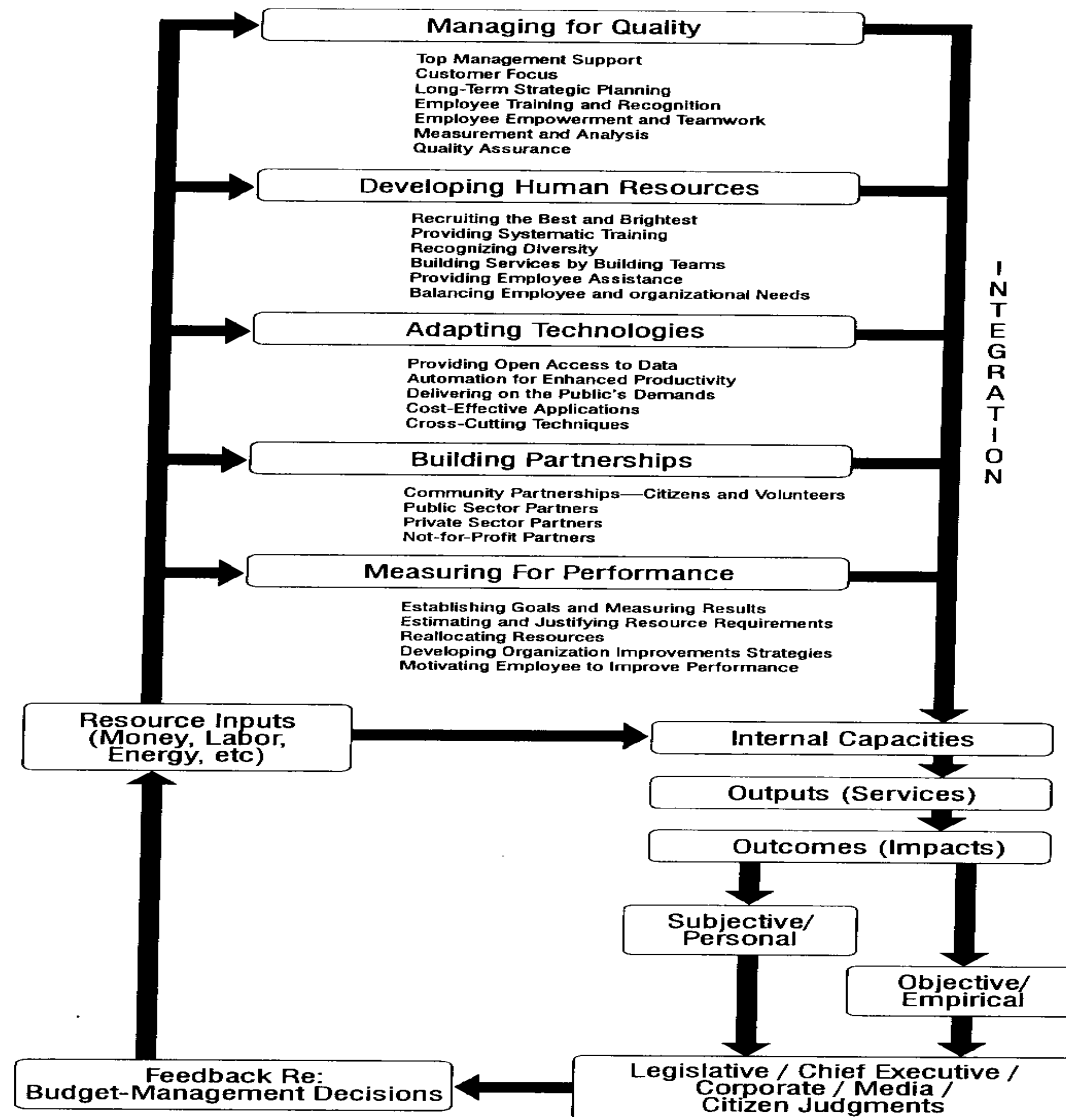 Managing for Quality
Top Management Support
Customer Focus
Long-Term Strategic Planning
Employee Training and Recognition
Employee Empowerment and Teamwork
Measurement and Analysis
Quality Assurance
Developing Human Resources
Recruiting the Best and Brightest
Providing Systematic Training
Recognizing Diversity
Building Services by Building Teams
Providing Employee Assistance
Balancing Employee and organizational Needs
Adapting Technologies
Providing Open Access to Data
Automation for Enhanced Productivity
Delivering on the Public's Demands
Cost-Effective Applications
Cross-Cutting Techniques
Building Partnerships
Community Partnerships—Citizens and Volunteers
Public Sector Partners
Private Sector Partners
Not-for-Profit Partners
Measuring For Performance
Establishing Goals and Measuring Results
Estimating and Justifying Resource Requirements
Reallocating Resources
Developing Organization Improvements Strategies
Motivating Employee to Improve Performance
INTEGRATION
Resource Inputs
(Money, Labor,
Energy, etc)
Internal Capacities
Outputs (Services)
Outcomes (Impacts)
Subjective/
Personal
Objective/
Empirical
Legislative / Chief Executive /
Corporate / Media /
Citizen Judgments
Feedback Re:
Budget-Management Decisions